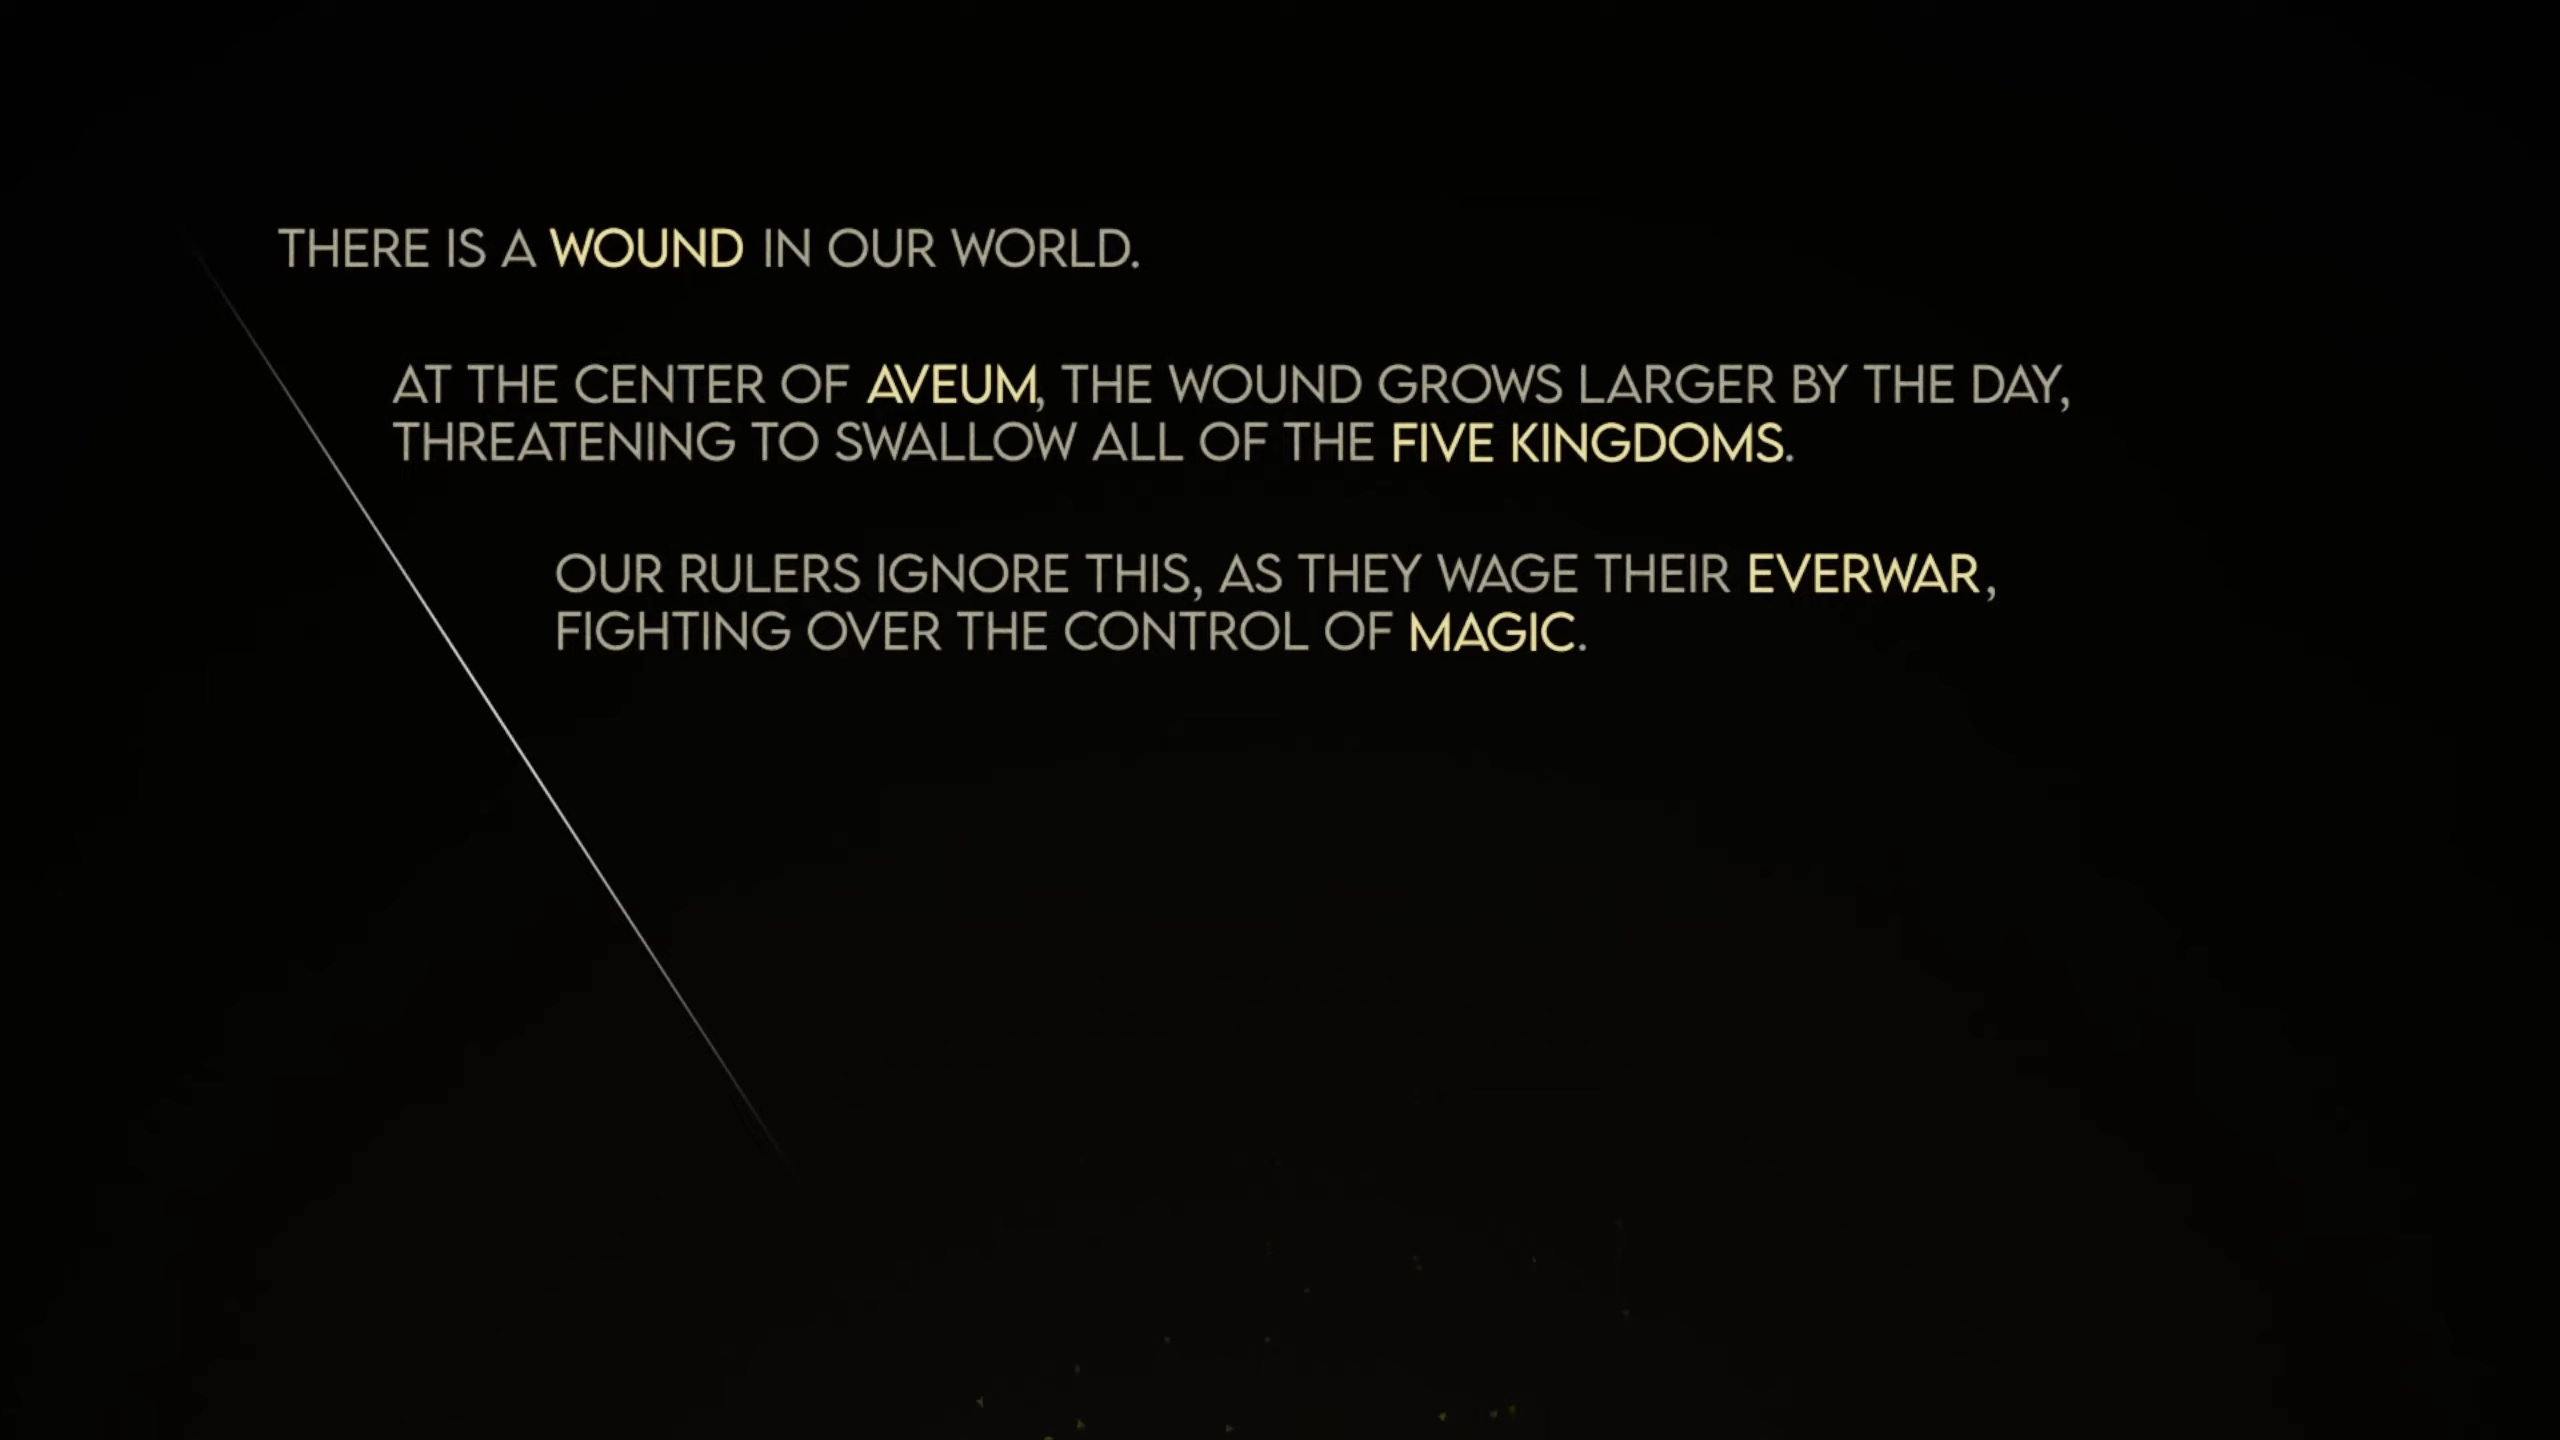 THERE IS A WOUND IN OUR WORLD.
AT THE CENTER OF AVEUM, THE WOUND GROWS LARGER BY THE DAY,
THREATENING TO SWALLOW ALL OF THE FIVE KINGDOMS.
OUR RULERS IGNORE THIS, AS THEY WAGE THEIR EVERWAR,
FIGHTING OVER THE CONTROL OF MAGIC.